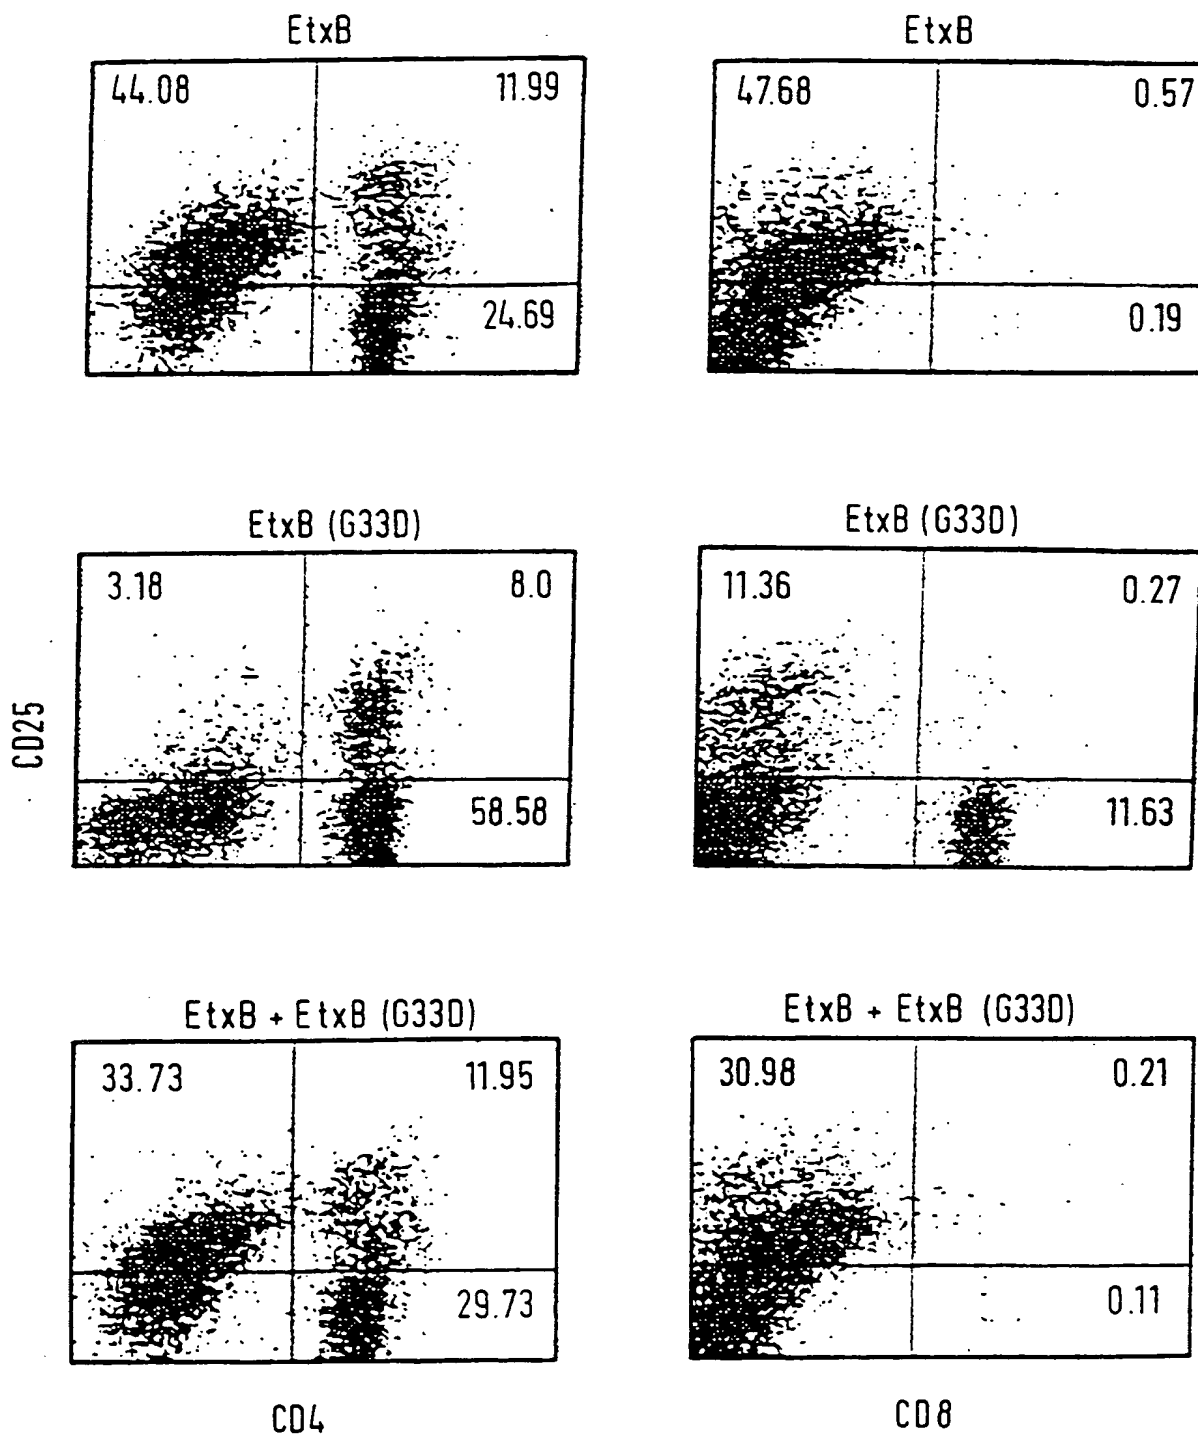 EtxB
EtxB
44.08
11.99
24.69
47.68
0.57
0.19
EtxB (G33D)
EtxB (G33D)
3.18
8.0
58.58
11.36
0.27
11.63
CD25
EtxB + EtxB (G33D)
EtxB + EtxB (G33D)
33.73
11.95
29.73
30.98
0.21
0.11
CD4
CD8